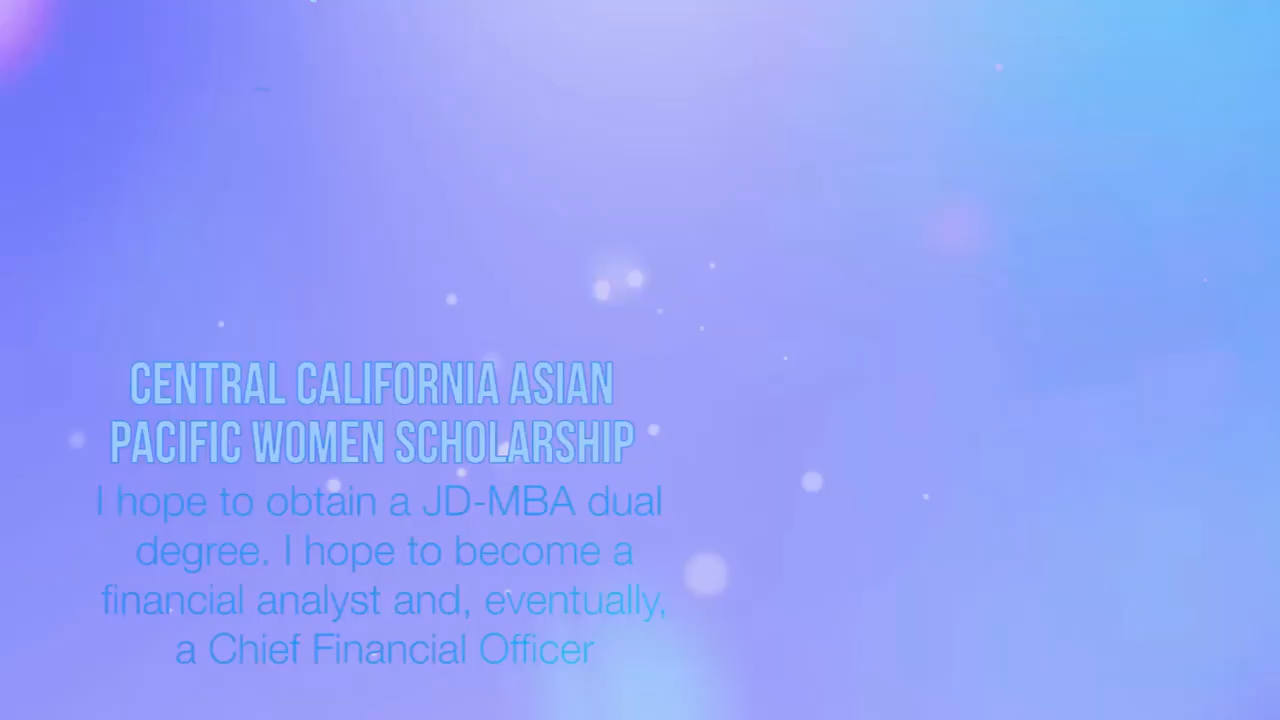 CENTRAL CALIFORNIA ASIAN
PACIFIC WOMEN SCHOLARSHIP
I hope to obtain a JD-MBA dual
degree. I hope to become a
financial analyst and, eventually,
a Chief Financial Officer